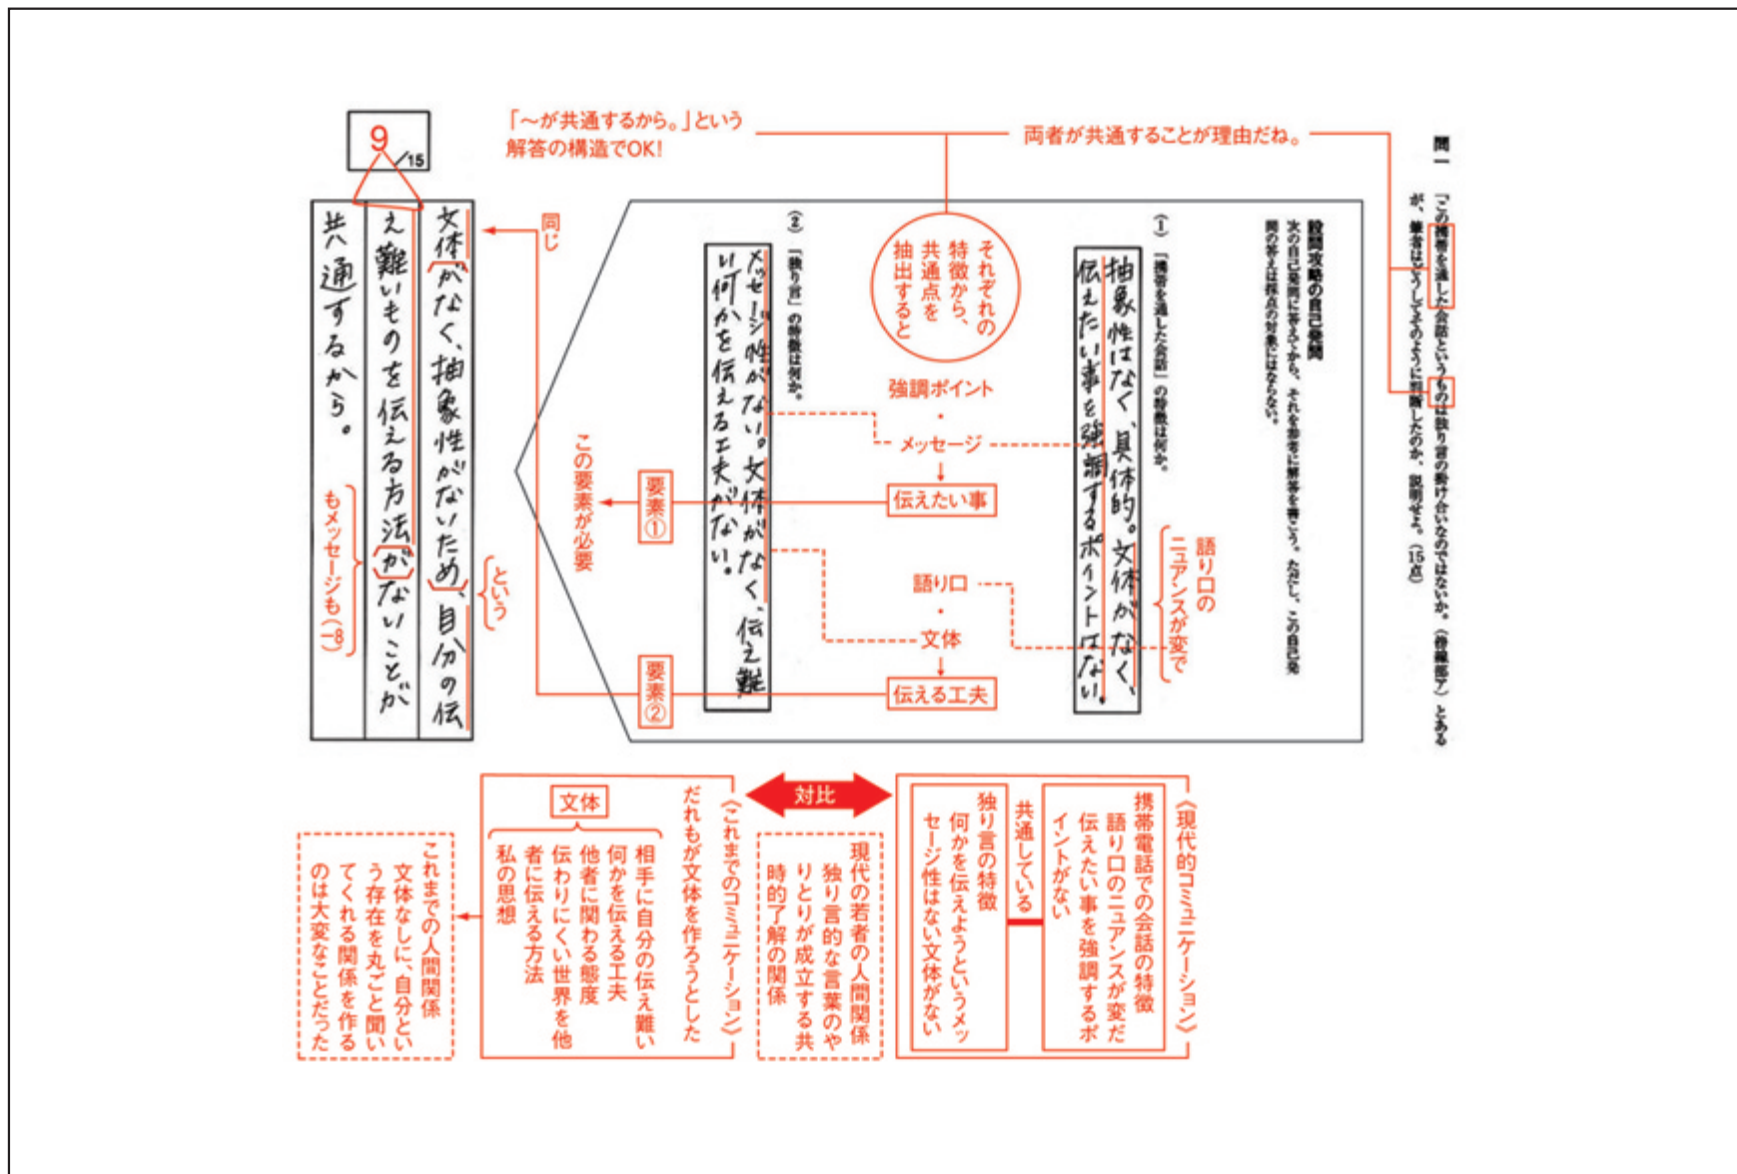 問一
「この携帯を通した会話というものは独り言の掛け合いなのではないか。(傍線部ア)とある
が、筆者はどうしてそのように判断したのか、説明せよ。(15点)
両者が共通することが理由だね。
「〜が共通するから。」という
解答の構造でOK!
設問攻略の自己発問
次の自己発問に答えてから、それを参考に解答を書こう。ただし、この自己発
問の答えは採点の対象にはならない。
(1) 「携帯を通した会話」の特徴は何か。
抽象性はなく、具体的。文体がなく、
伝えたい事を強調するポイントはない。
語り口の
ニュアンスが変で
それぞれの
特徴から、
共通点を
抽出すると
強調ポイント
・
メッセージ
伝えたい事
語り口
・
文体
伝える工夫
(2) 「独り言」の特徴は何か。
メッセージ性がない。文体がなく、伝え難
い何かを伝える工夫がない。
要素①
要素②
この要素が必要
同じ
9/15
文体がなく、抽象性がないため、自分の伝
え難いものを伝える方法がないことが
共通するから。
という
もメッセージも(−8)
《現代的コミュニケーション》
携帯電話での会話の特徴
語り口のニュアンスが変だ
伝えたい事を強調するポ
イントがない
共通している
独り言の特徴
何かを伝えようというメッ
セージ性はない文体がない
現代の若者の人間関係
独り言的な言葉のや
りとりが成立する共
時的了解の関係
対比
《これまでのコミュニケーション》
だれもが文体を作ろうとした
文体
相手に自分の伝え難い
何かを伝える工夫
他者に関わる態度
伝わりにくい世界を他
者に伝える方法
私の思想
これまでの人間関係
文体なしに、自分とい
う存在を丸ごと聞い
てくれる関係を作る
のは大変なことだった